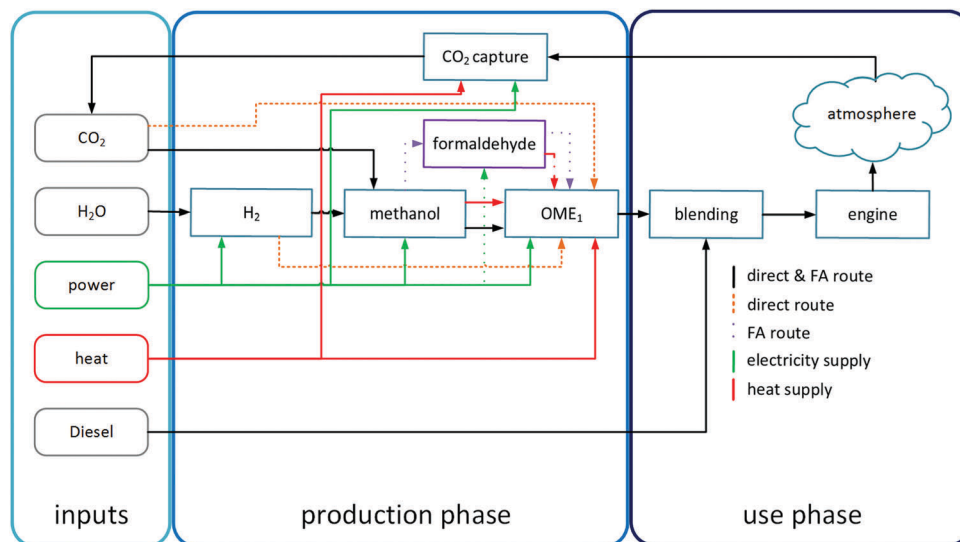 CO₂ capture
atmosphere
CO₂
formaldehyde
H₂O
H₂
methanol
OME₁
blending
engine
power
direct & FA route
direct route
FA route
heat
electricity supply
heat supply
Diesel
inputs
production phase
use phase